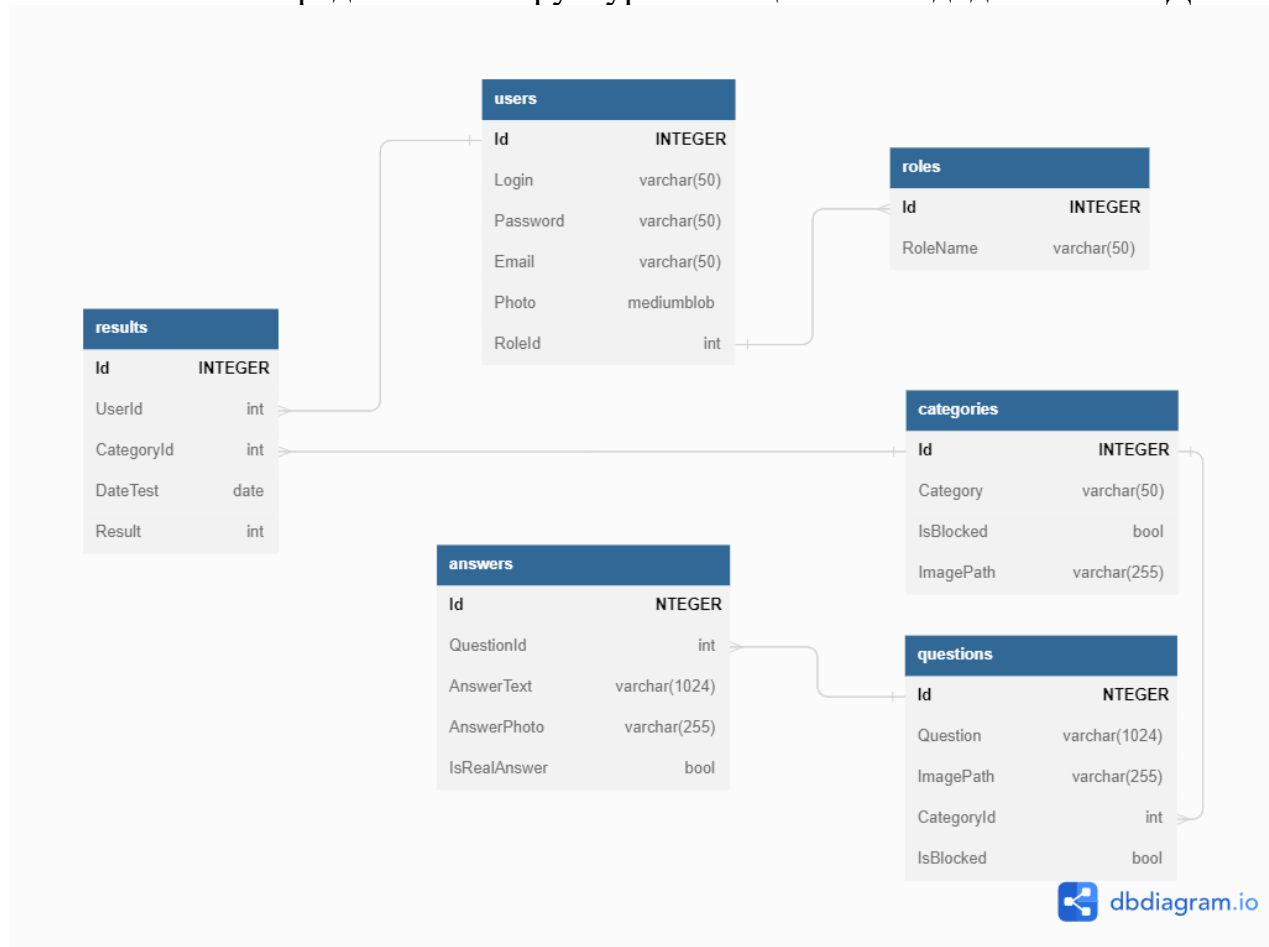 users
Id INTEGER
Login varchar(50)
Password varchar(50)
Email varchar(50)
Photo mediumblob
RoleId int
roles
Id INTEGER
RoleName varchar(50)
results
Id INTEGER
UserId int
CategoryId int
DateTest date
Result int
categories
Id INTEGER
Category varchar(50)
IsBlocked bool
ImagePath varchar(255)
answers
Id NTEGER
QuestionId int
AnswerText varchar(1024)
AnswerPhoto varchar(255)
IsRealAnswer bool
questions
Id NTEGER
Question varchar(1024)
ImagePath varchar(255)
CategoryId int
IsBlocked bool
dbdiagram.io